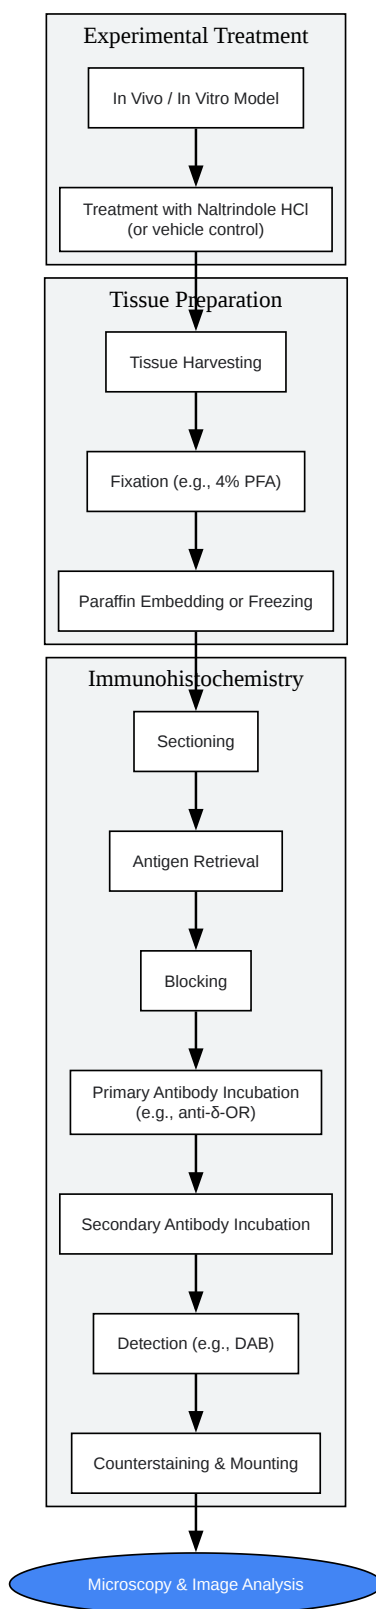 Experimental Treatment
In Vivo / In Vitro Model
Treatment with Naltrindole HCl
(or vehicle control)
Tissue Preparation
Tissue Harvesting
Fixation (e.g., 4% PFA)
Paraffin Embedding or Freezing
Immunohistochemistry
Sectioning
Antigen Retrieval
Blocking
Primary Antibody Incubation
(e.g., anti-δ-OR)
Secondary Antibody Incubation
Detection (e.g., DAB)
Counterstaining & Mounting
Microscopy & Image Analysis